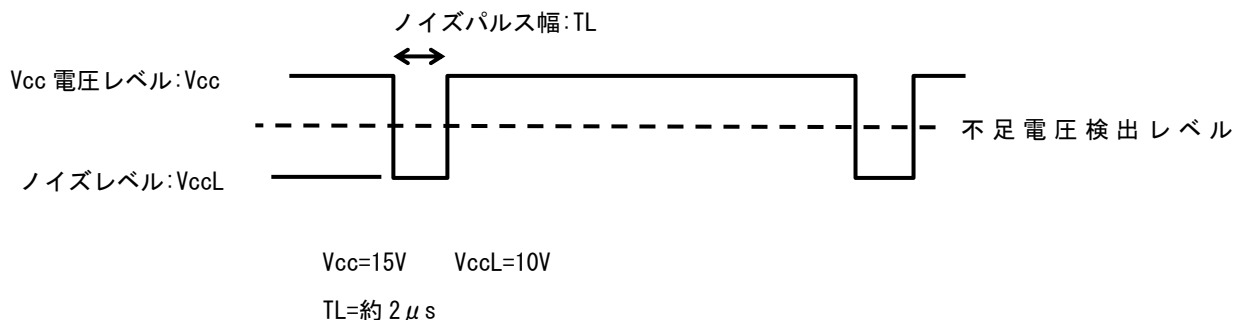 ノイズパルス幅:TL
Vcc 電圧レベル:Vcc
不足電圧検出レベル
ノイズレベル:VccL
Vcc=15V VccL=10V
TL=約 2μs